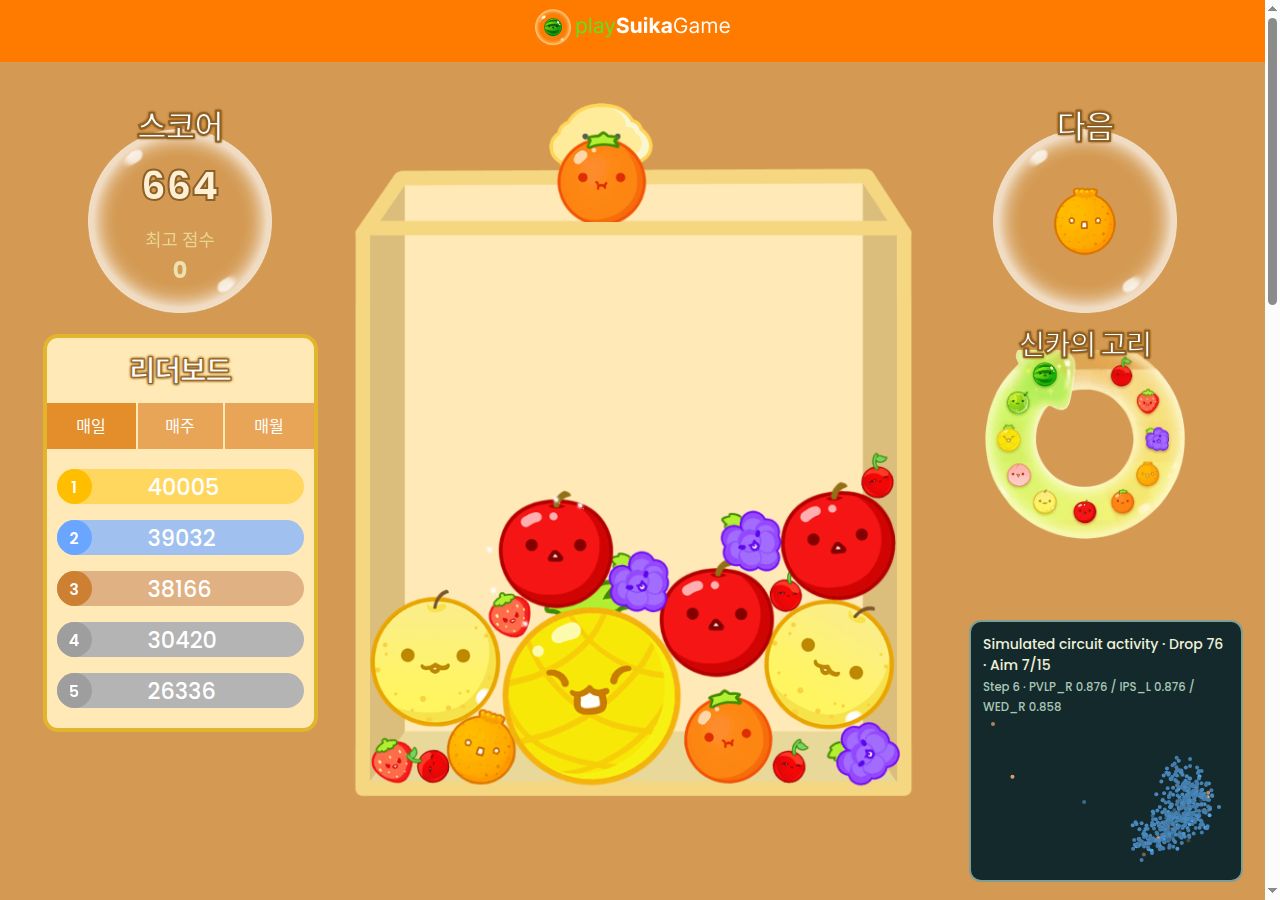 playSuikaGame
스코어
664
최고 점수
0
리더보드
매일 매주 매월
1 40005
2 39032
3 38166
4 30420
5 26336
다음
신카의 고리
Simulated circuit activity · Drop 76
· Aim 7/15
Step 6 · PVLP_R 0.876 / IPS_L 0.876 /
WED_R 0.858